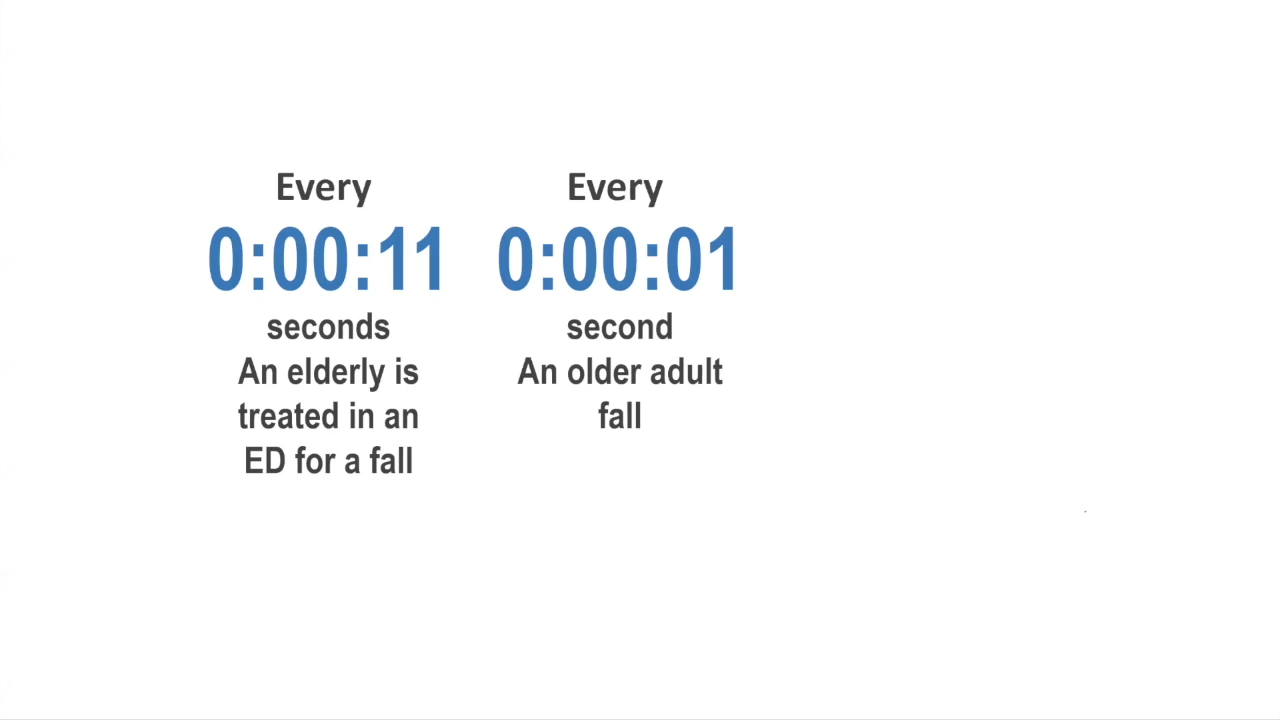 Every
0:00:11
seconds
An elderly is
treated in an
ED for a fall
Every
0:00:01
second
An older adult
fall